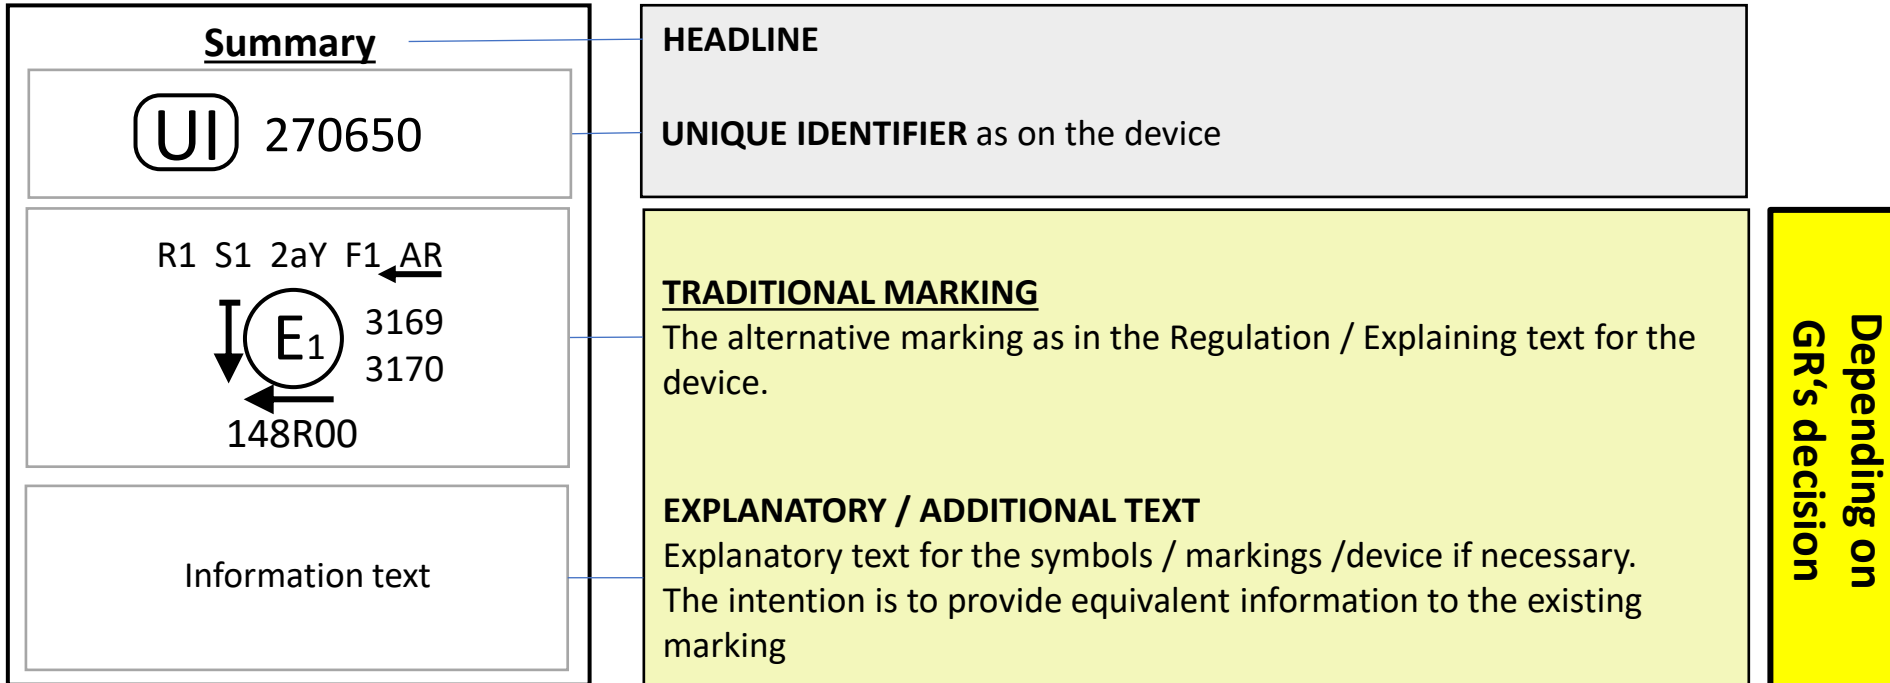 Summary
UI 270650
R1 S1 2aY F1 AR
E1
3169
3170
148R00
Information text
HEADLINE
UNIQUE IDENTIFIER as on the device
TRADITIONAL MARKING
The alternative marking as in the Regulation / Explaining text for the
device.
EXPLANATORY / ADDITIONAL TEXT
Explanatory text for the symbols / markings /device if necessary.
The intention is to provide equivalent information to the existing
marking
Depending on
GR‘s decision